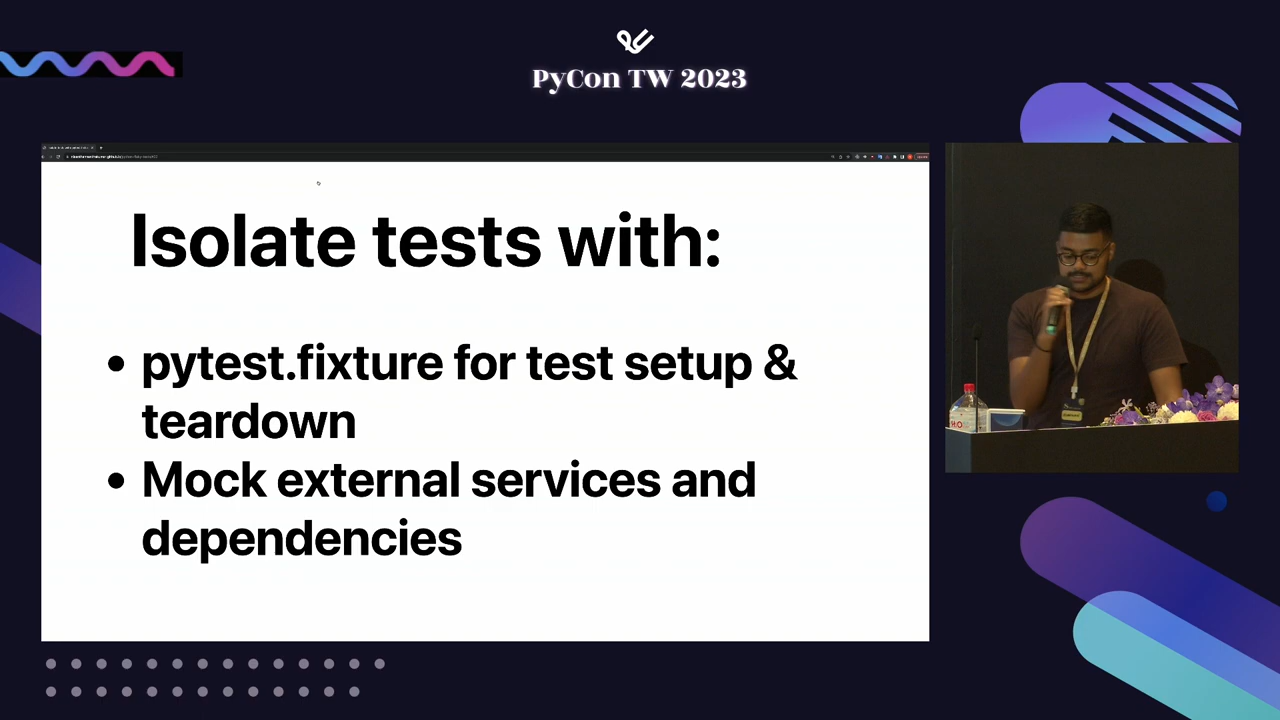 PyCon TW 2023
Isolate tests with:
• pytest.fixture for test setup &
teardown
• Mock external services and
dependencies